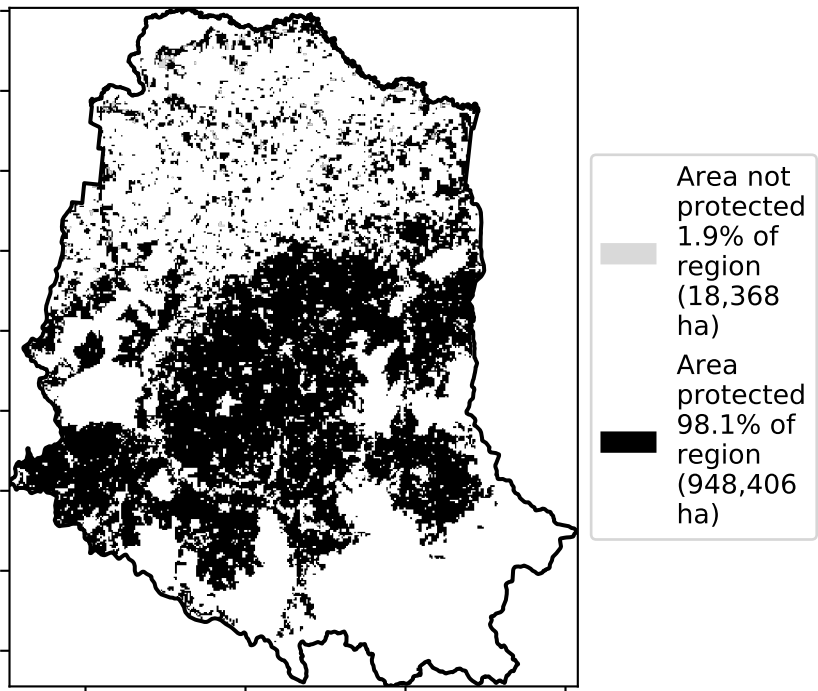 Area not
protected
1.9% of
region
(18,368
ha)
Area
protected
98.1% of
region
(948,406
ha)